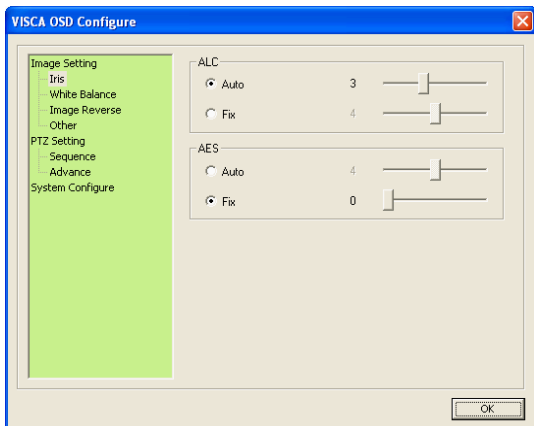 VISCA OSD Configure
Image Setting
Iris
White Balance
Image Reverse
Other
PTZ Setting
Sequence
Advance
System Configure
ALC
Auto 3
Fix 4
AES
Auto 4
Fix 0
OK